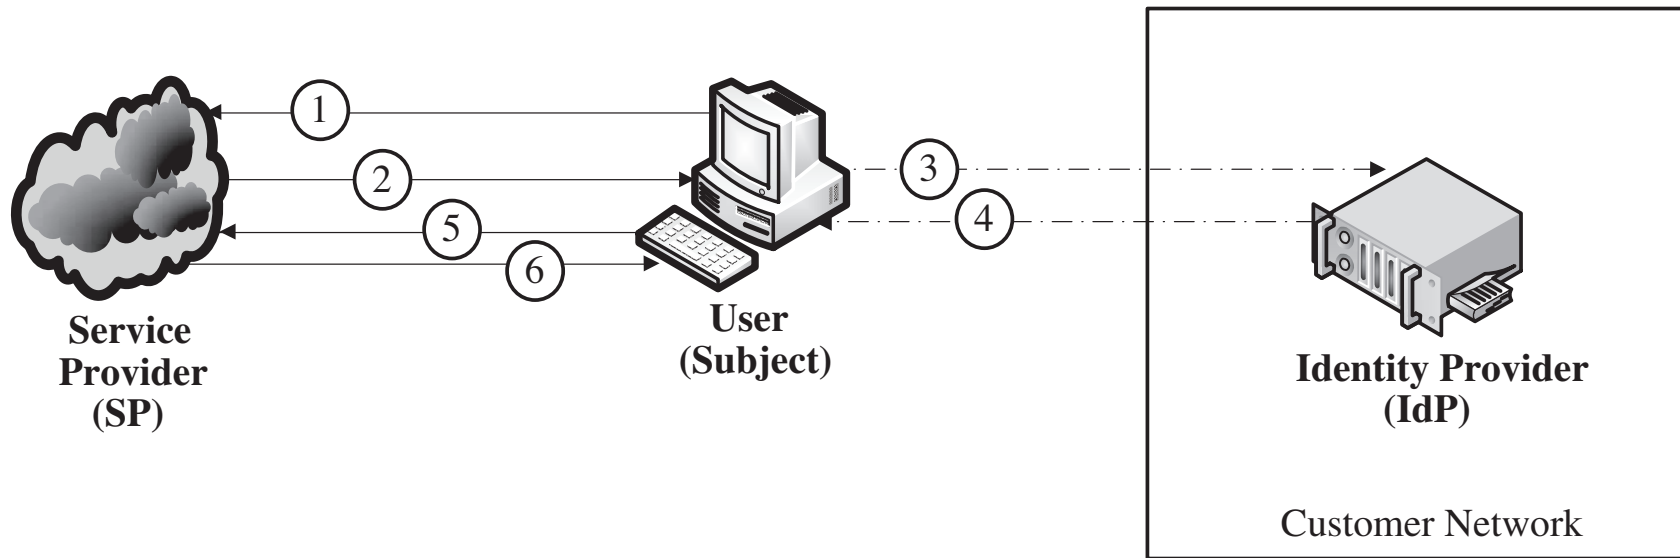 1
2
3
4
5
6
Service
Provider
(SP)
User
(Subject)
Identity Provider
(IdP)
Customer Network